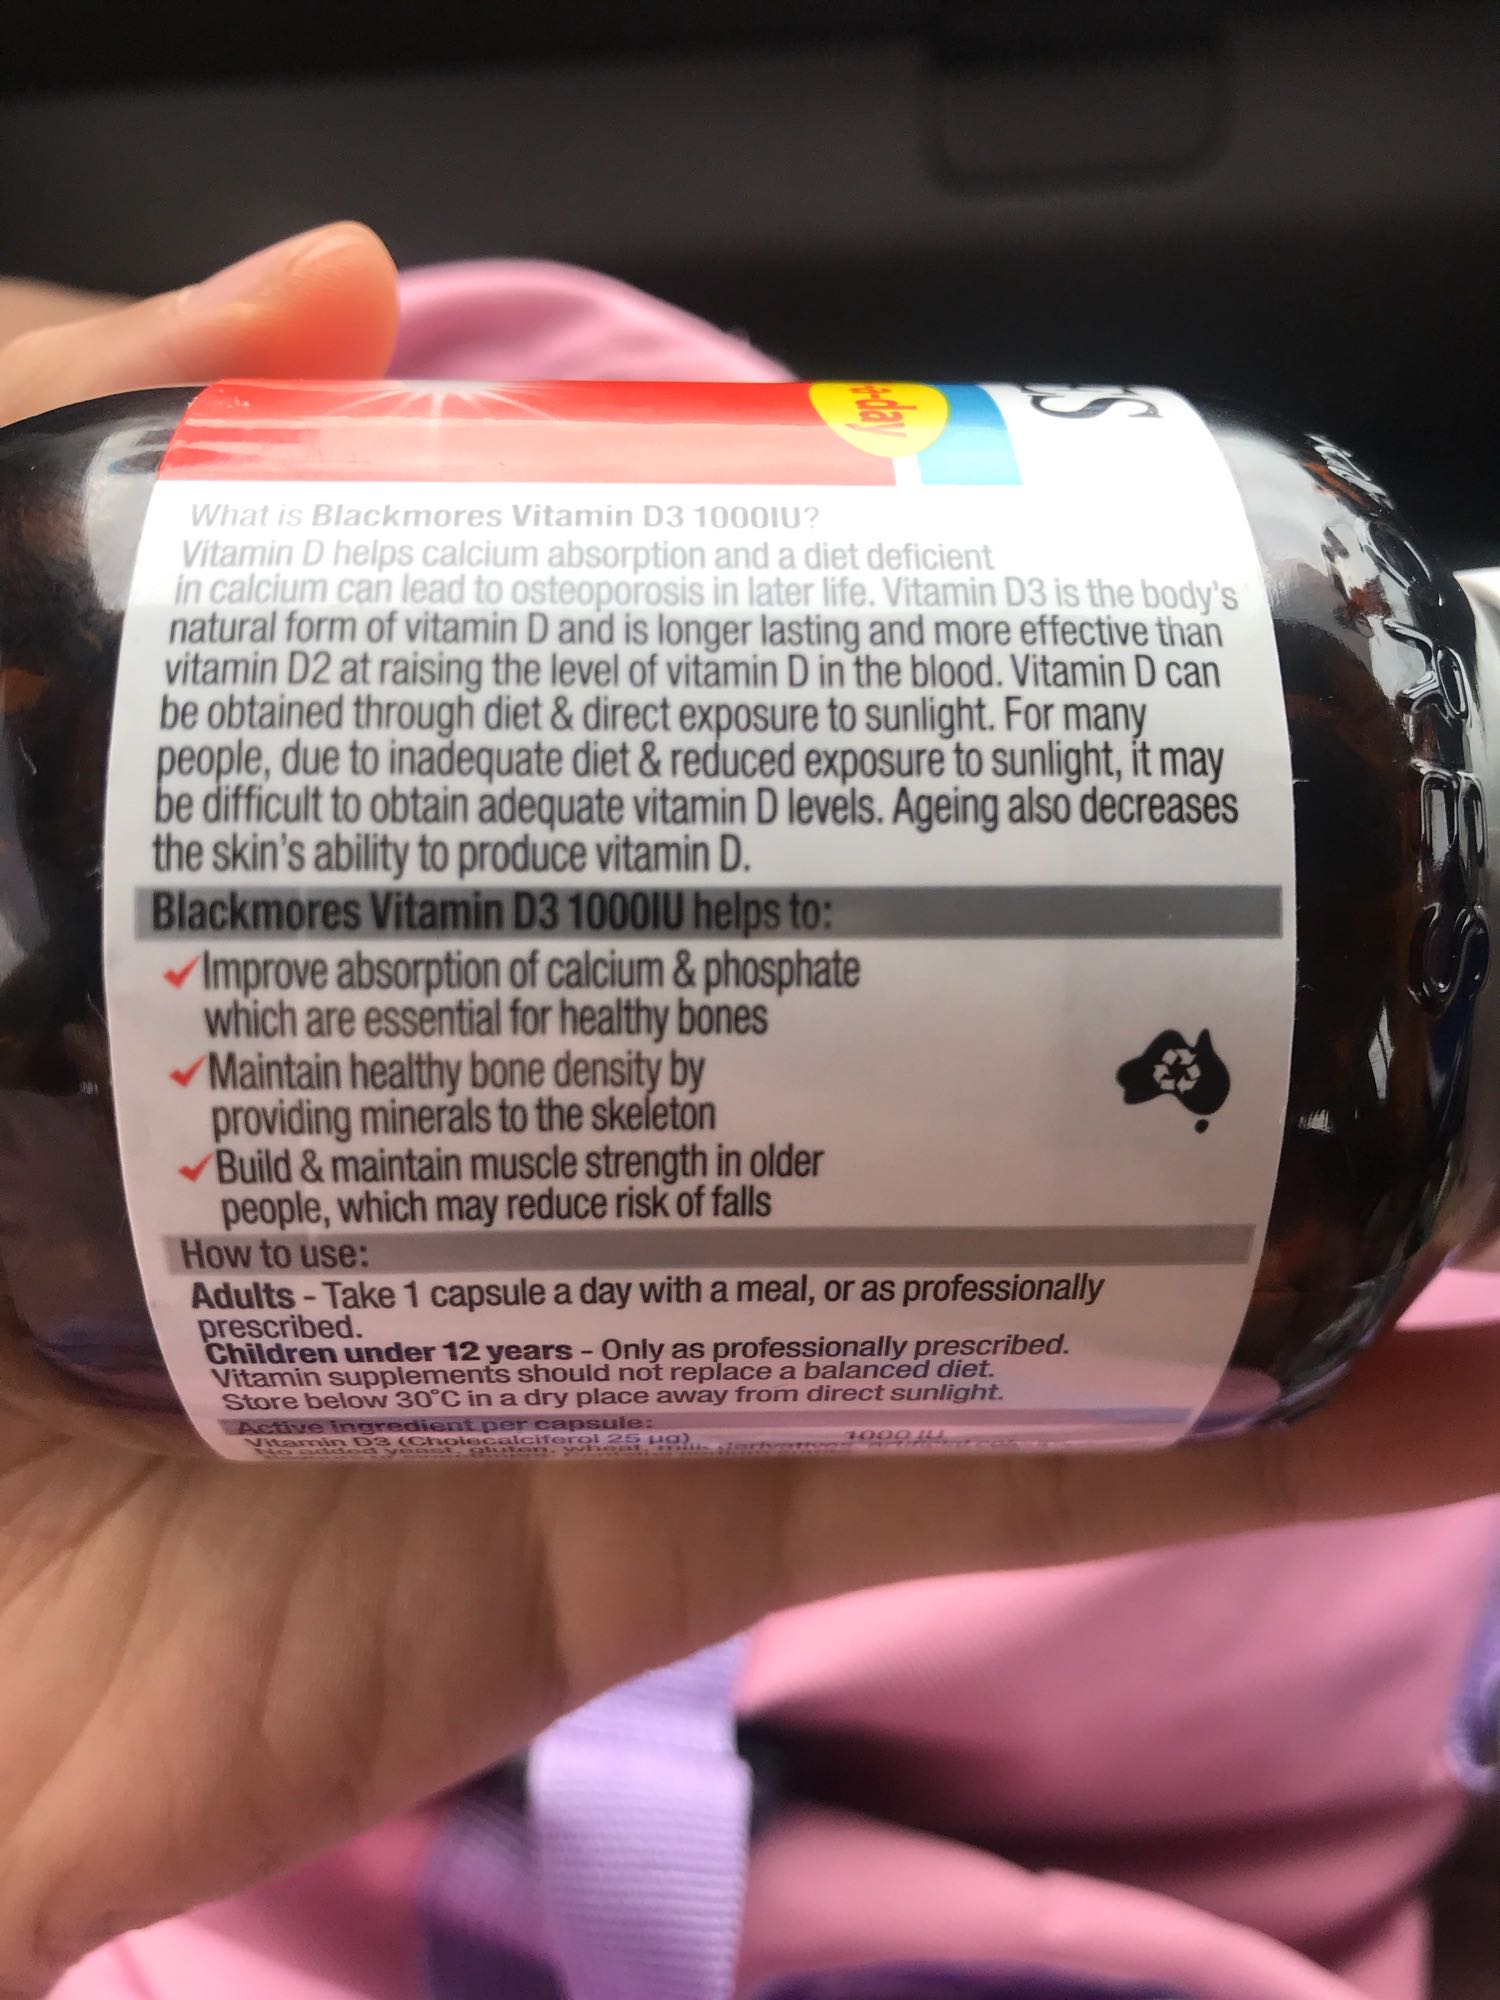 -a-day
What is Blackmores Vitamin D3 1000IU?
Vitamin D helps calcium absorption and a diet deficient
in calcium can lead to osteoporosis in later life. Vitamin D3 is the body's
natural form of vitamin D and is longer lasting and more effective than
vitamin D2 at raising the level of vitamin D in the blood. Vitamin D can
be obtained through diet & direct exposure to sunlight. For many
people, due to inadequate diet & reduced exposure to sunlight, it may
be difficult to obtain adequate vitamin D levels. Ageing also decreases
the skin's ability to produce vitamin D.
Blackmores Vitamin D3 1000IU helps to:
✓Improve absorption of calcium & phosphate
which are essential for healthy bones
✓Maintain healthy bone density by
providing minerals to the skeleton
✓Build & maintain muscle strength in older
people, which may reduce risk of falls
How to use:
Adults - Take 1 capsule a day with a meal, or as professionally
prescribed.
Children under 12 years - Only as professionally prescribed.
Vitamin supplements should not replace a balanced diet.
Store below 30°C in a dry place away from direct sunlight.
Active ingredient per capsule:
Vitamin D3 (Cholecalciferol 25 µg) 1000 IU
No added yeast, gluten, wheat, milk derivatives,